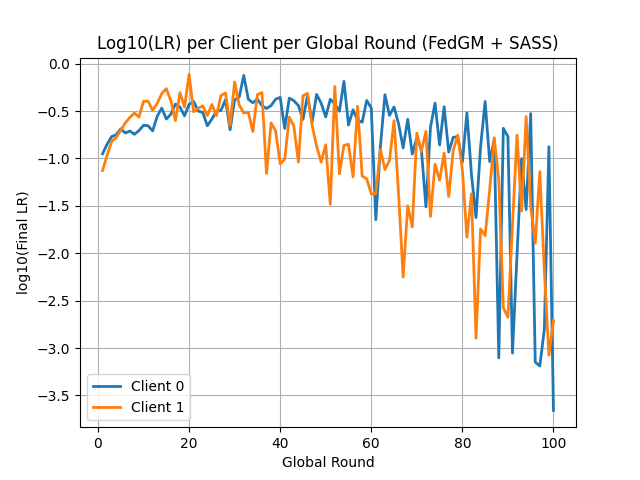 Log10(LR) per Client per Global Round (FedGM + SASS)
log10(Final LR)
0.0
−0.5
−1.0
−1.5
−2.0
−2.5
−3.0
−3.5
Client 0
Client 1
0 20 40 60 80 100
Global Round